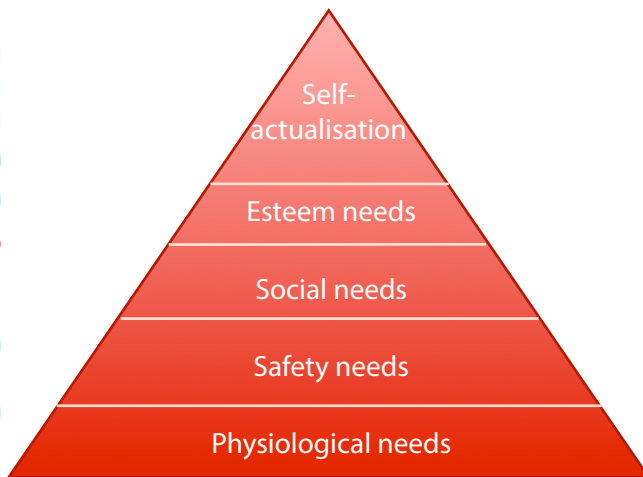 Self-
actualisation
Esteem needs
Social needs
Safety needs
Physiological needs